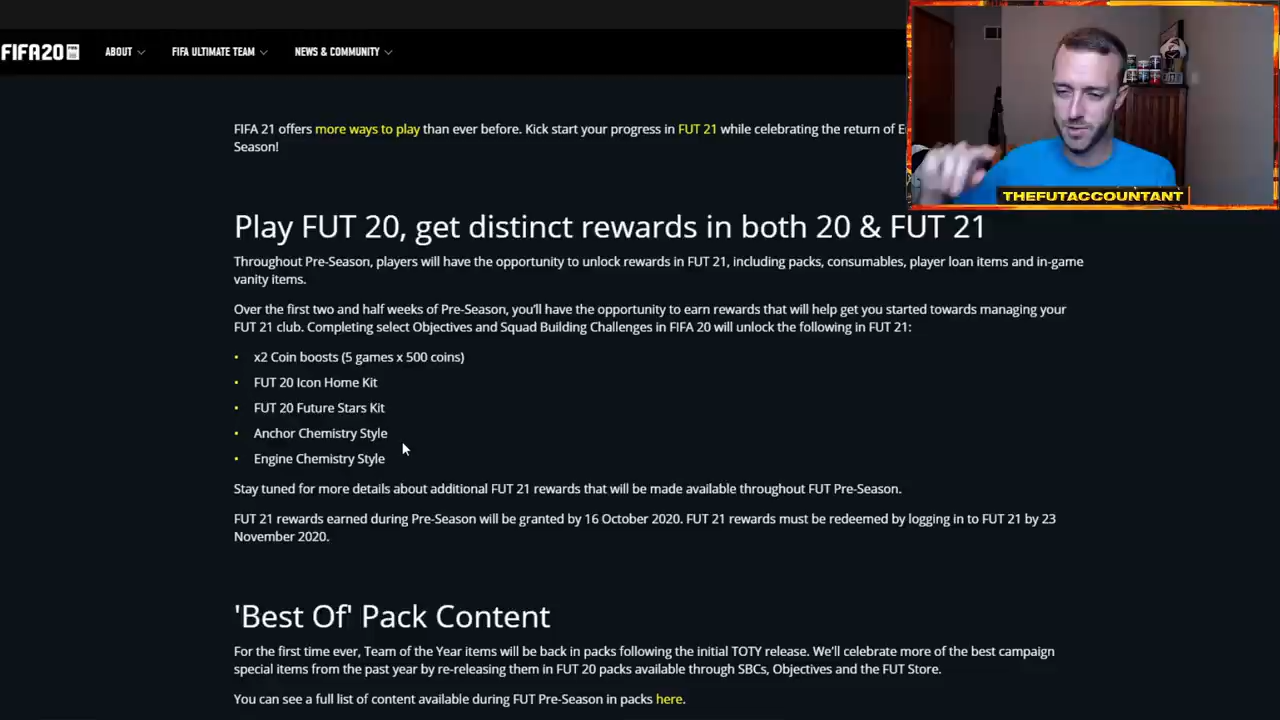 FIFA20
ABOUT
FIFA ULTIMATE TEAM
NEWS & COMMUNITY
FIFA 21 offers more ways to play than ever before. Kick start your progress in FUT 21 while celebrating the return of
Season!
THEFUTACCOUNTANT
Play FUT 20, get distinct rewards in both 20 & FUT 21
Throughout Pre-Season, players will have the opportunity to unlock rewards in FUT 21, including packs, consumables, player loan items and in-game
vanity items.
Over the first two and half weeks of Pre-Season, you'll have the opportunity to earn rewards that will help get you started towards managing your
FUT 21 club. Completing select Objectives and Squad Building Challenges in FIFA 20 will unlock the following in FUT 21:
• x2 Coin boosts (5 games x 500 coins)
• FUT 20 Icon Home Kit
• FUT 20 Future Stars Kit
• Anchor Chemistry Style
• Engine Chemistry Style
Stay tuned for more details about additional FUT 21 rewards that will be made available throughout FUT Pre-Season.
FUT 21 rewards earned during Pre-Season will be granted by 16 October 2020. FUT 21 rewards must be redeemed by logging in to FUT 21 by 23
November 2020.
'Best Of' Pack Content
For the first time ever, Team of the Year items will be back in packs following the initial TOTY release. We'll celebrate more of the best campaign
special items from the past year by re-releasing them in FUT 20 packs available through SBCs, Objectives and the FUT Store.
You can see a full list of content available during FUT Pre-Season in packs here.